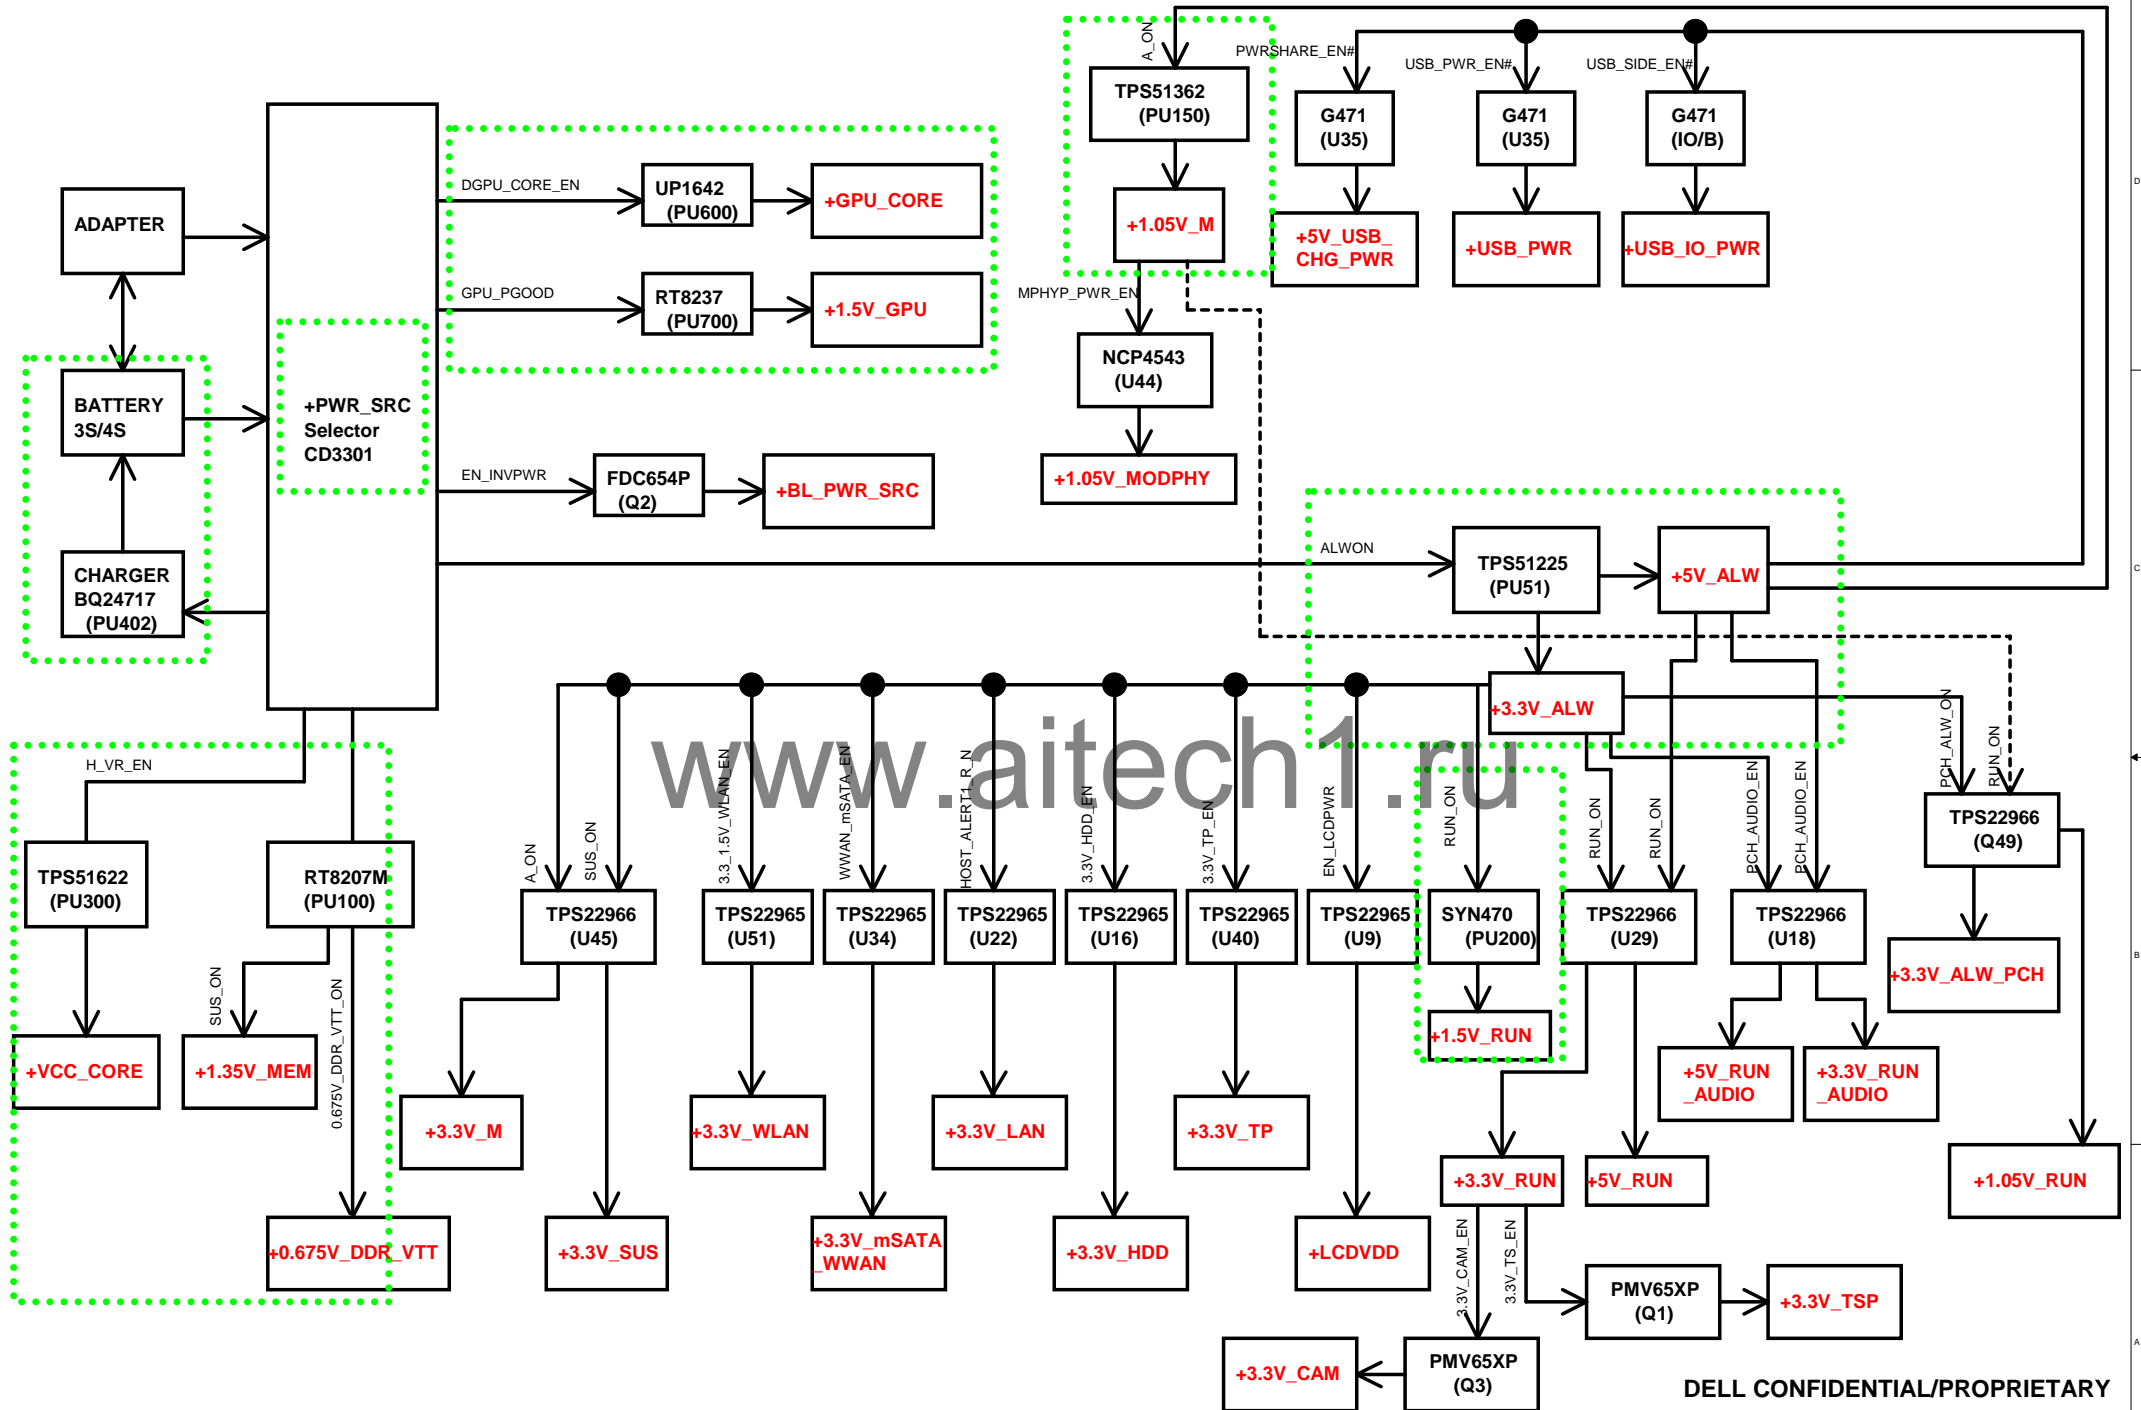 A_ON
PWRSHARE_EN#
USB_PWR_EN#
USB_SIDE_EN#
TPS51362
(PU150)
G471
(U35)
G471
(U35)
G471
(IO/B)
D
DGPU_CORE_EN
UP1642
(PU600)
+GPU_CORE
ADAPTER
+1.05V_M
+5V_USB_
CHG_PWR
+USB_PWR
+USB_IO_PWR
GPU_PGOOD
RT8237
(PU700)
+1.5V_GPU
MPHYP_PWR_EN
NCP4543
(U44)
BATTERY
3S/4S
+PWR_SRC
Selector
CD3301
EN_INVPWR
FDC654P
(Q2)
+BL_PWR_SRC
+1.05V_MODPHY
ALWON
TPS51225
(PU51)
+5V_ALW
C
CHARGER
BQ24717
(PU402)
+3.3V_ALW
www.aitech1.ru
H_VR_EN
PCH_ALW_ON
RUN_ON
TPS22966
(Q49)
A_ON
SUS_ON
3.3_1.5V_WLAN_EN
WWAN_mSATA_EN
HOST_ALERT1_R_N
3.3V_HDD_EN
3.3V_TP_EN
EN_LCDPWR
RUN_ON
RUN_ON
RUN_ON
PCH_AUDIO_EN
PCH_AUDIO_EN
TPS51622
(PU300)
RT8207M
(PU100)
TPS22966
(U45)
TPS22965
(U51)
TPS22965
(U34)
TPS22965
(U22)
TPS22965
(U16)
TPS22965
(U40)
TPS22965
(U9)
SYN470
(PU200)
TPS22966
(U29)
TPS22966
(U18)
B
+3.3V_ALW_PCH
SUS_ON
0.675V_DDR_VTT_ON
+VCC_CORE
+1.35V_MEM
+1.5V_RUN
+5V_RUN
_AUDIO
+3.3V_RUN
_AUDIO
+3.3V_M
+3.3V_WLAN
+3.3V_LAN
+3.3V_TP
+3.3V_RUN
+5V_RUN
+1.05V_RUN
+0.675V_DDR_VTT
+3.3V_SUS
+3.3V_mSATA
_WWAN
+3.3V_HDD
+LCDVDD
3.3V_CAM_EN
3.3V_TS_EN
PMV65XP
(Q1)
+3.3V_TSP
A
+3.3V_CAM
PMV65XP
(Q3)
DELL CONFIDENTIAL/PROPRIETARY